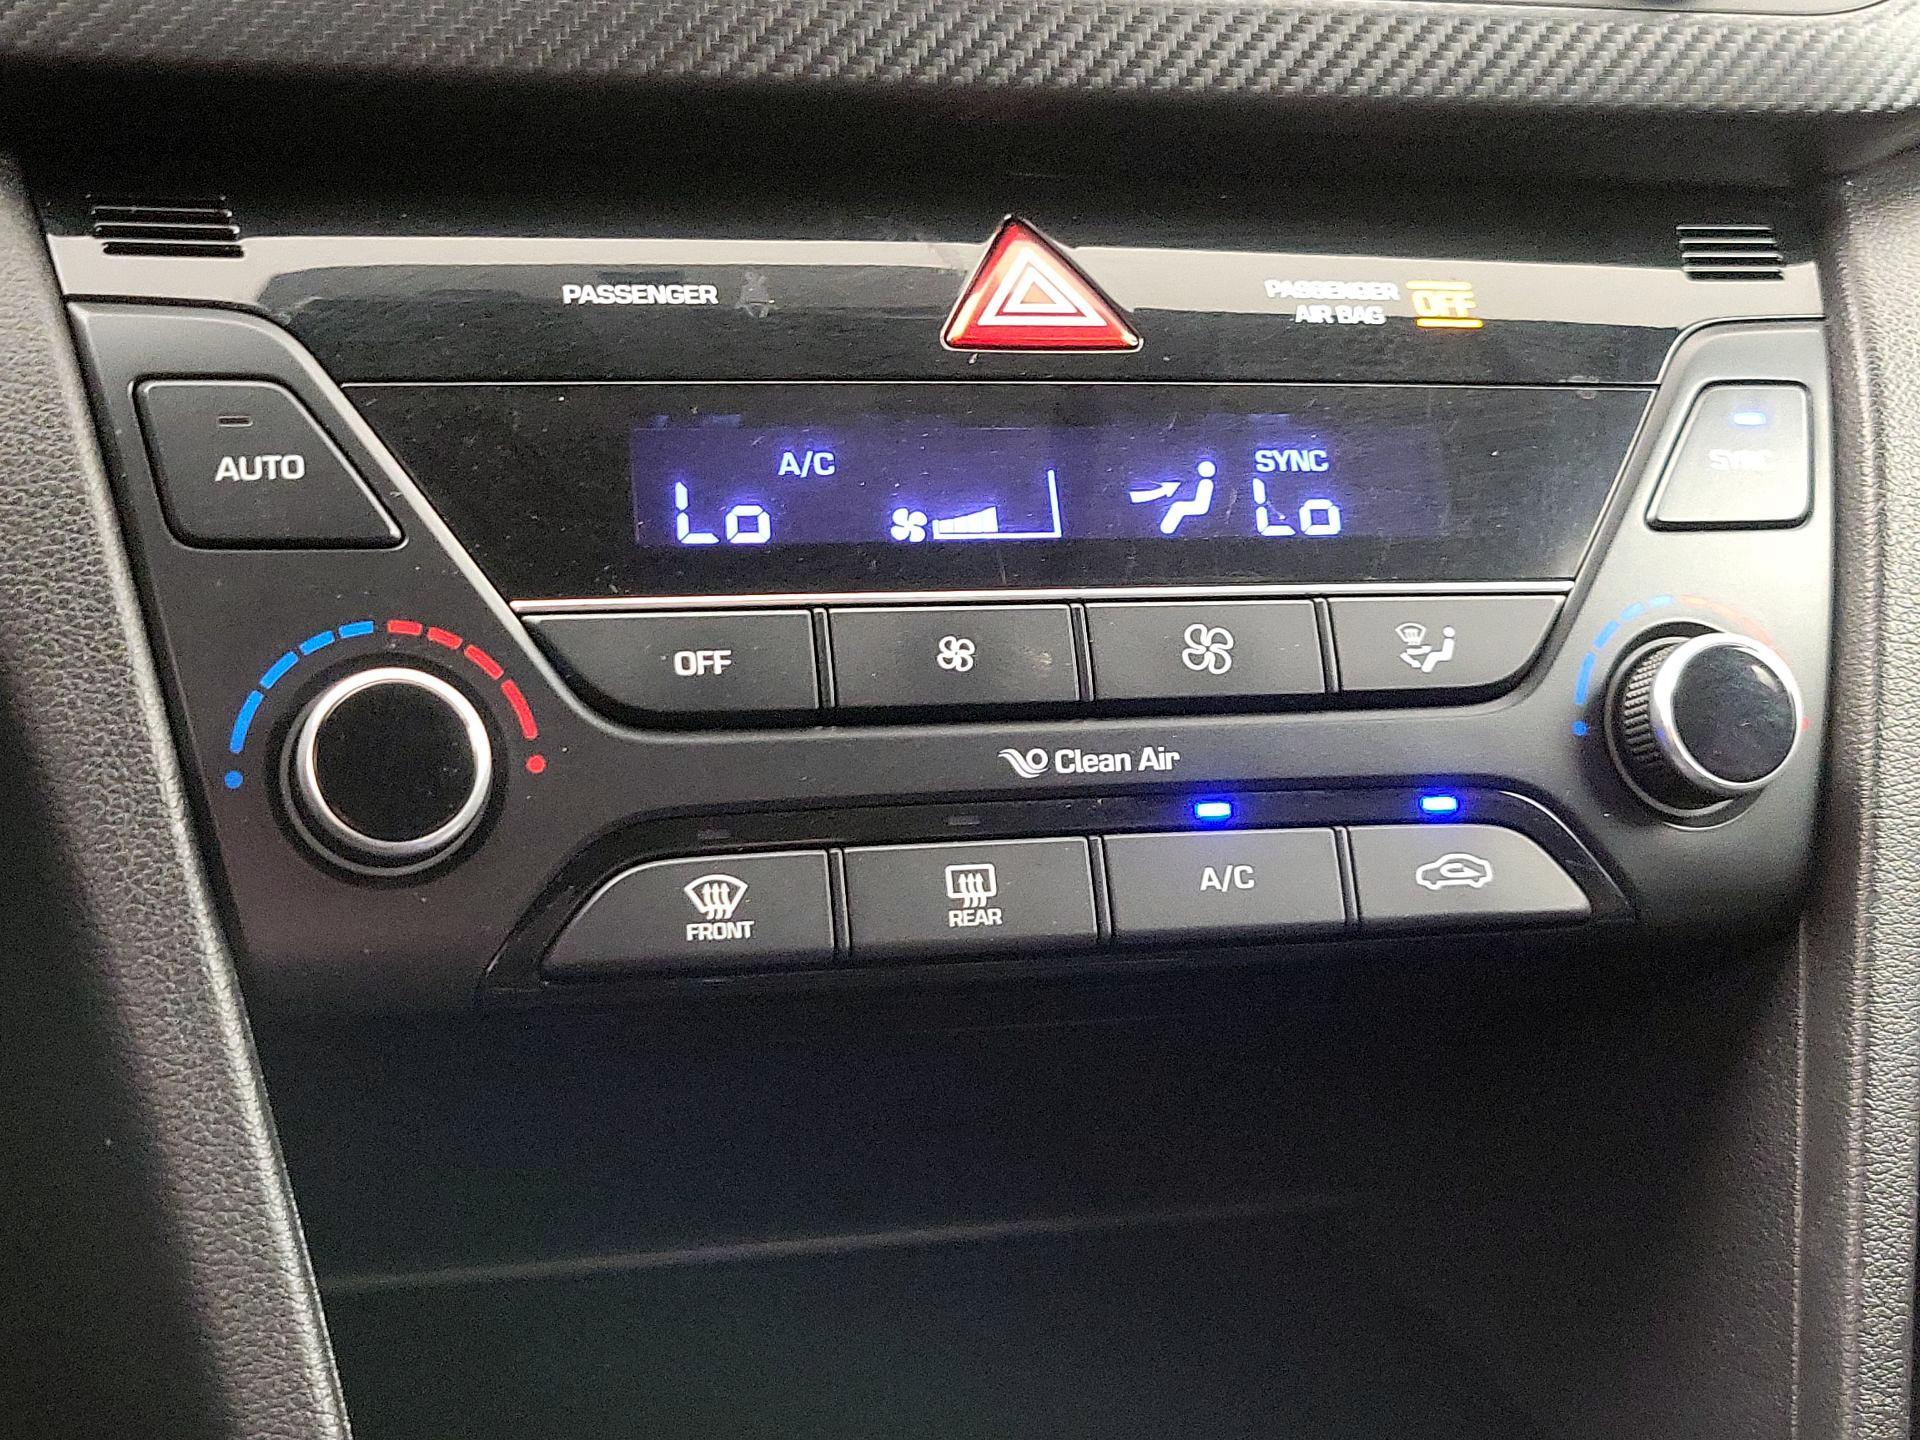 PASSENGER
PASSENGER
AIR BAG
OFF
AUTO
A/C
Lo
SYNC
Lo
SYNC
OFF
Clean Air
FRONT
REAR
A/C